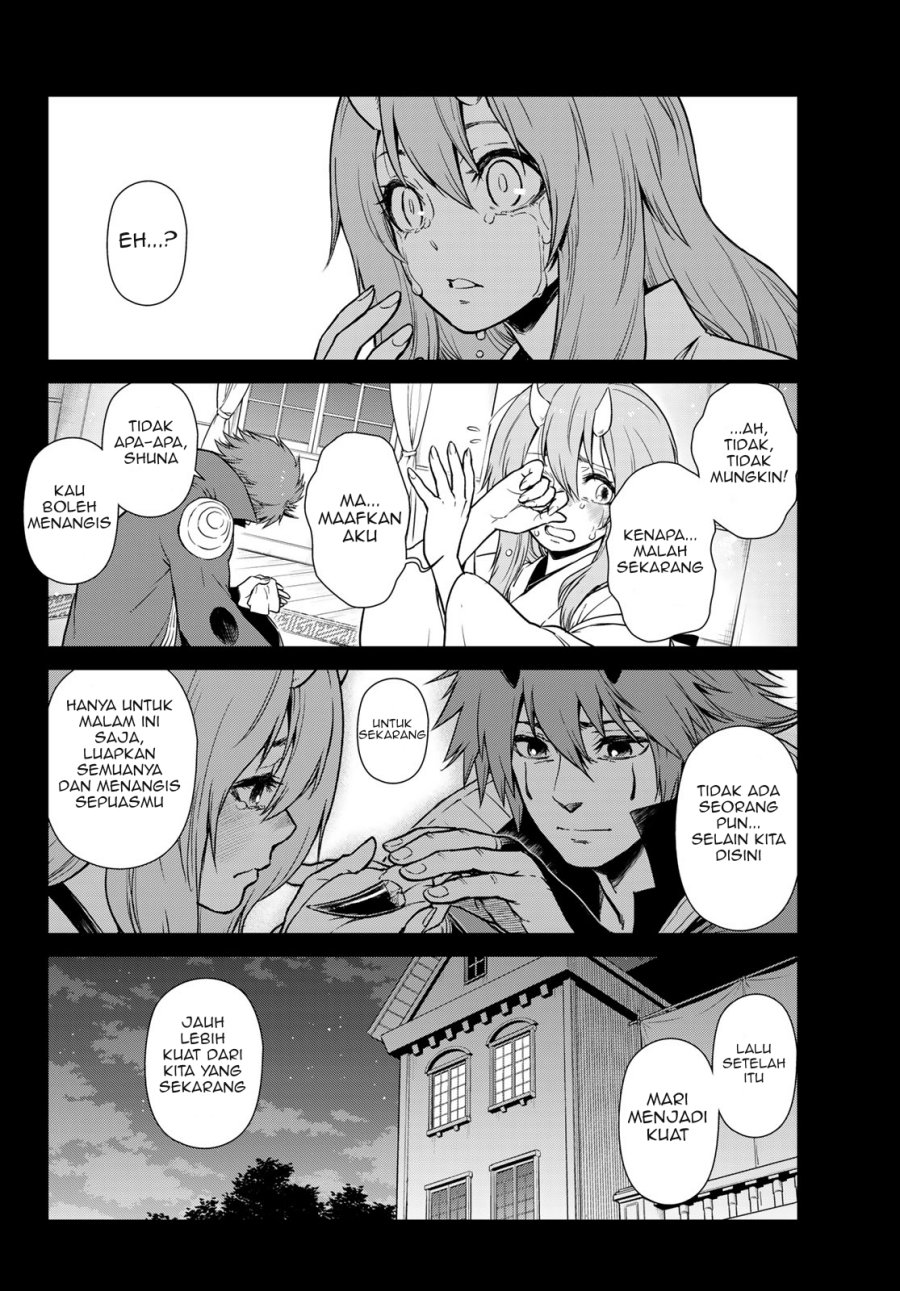 EH...?
...AH,
TIDAK,
TIDAK
MUNGKIN!
KENAPA...
MALAH
SEKARANG
MA...
MAAFKAN
AKU
TIDAK
APA-APA,
SHUNA
KAU
BOLEH
MENANGIS
TIDAK ADA
SEORANG
PUN...
SELAIN KITA
DISINI
UNTUK
SEKARANG
HANYA UNTUK
MALAM INI
SAJA,
LUAPKAN
SEMUANYA
DAN MENANGIS
SEPUASMU
LALU
SETELAH
ITU
MARI
MENJADI
KUAT
JAUH
LEBIH
KUAT DARI
KITA YANG
SEKARANG